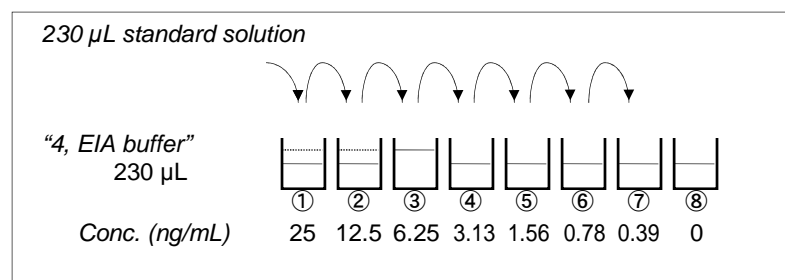 230 µL standard solution
“4, EIA buffer”
230 µL
① ② ③ ④ ⑤ ⑥ ⑦ ⑧
Conc. (ng/mL) 25 12.5 6.25 3.13 1.56 0.78 0.39 0